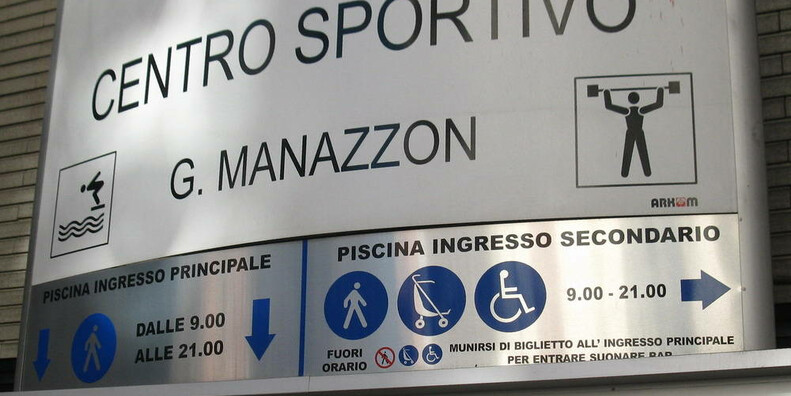 CENTRO SPORTIVO
G. MANAZZON
ARKOM
PISCINA INGRESSO PRINCIPALE
DALLE 9.00
ALLE 21.00
PISCINA INGRESSO SECONDARIO
9.00 - 21.00
FUORI
ORARIO
MUNIRSI DI BIGLIETTO ALL' INGRESSO PRINCIPALE
PER ENTRARE SUONARE BAR